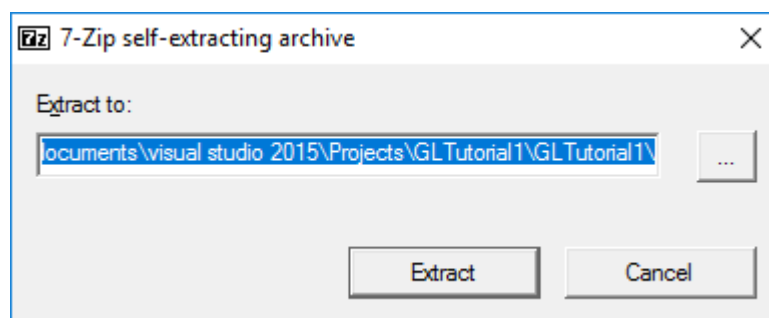 7z 7-Zip self-extracting archive
Extract to:
locuments\visual studio 2015\Projects\GLTutorial1\GLTutorial1\
...
Extract Cancel